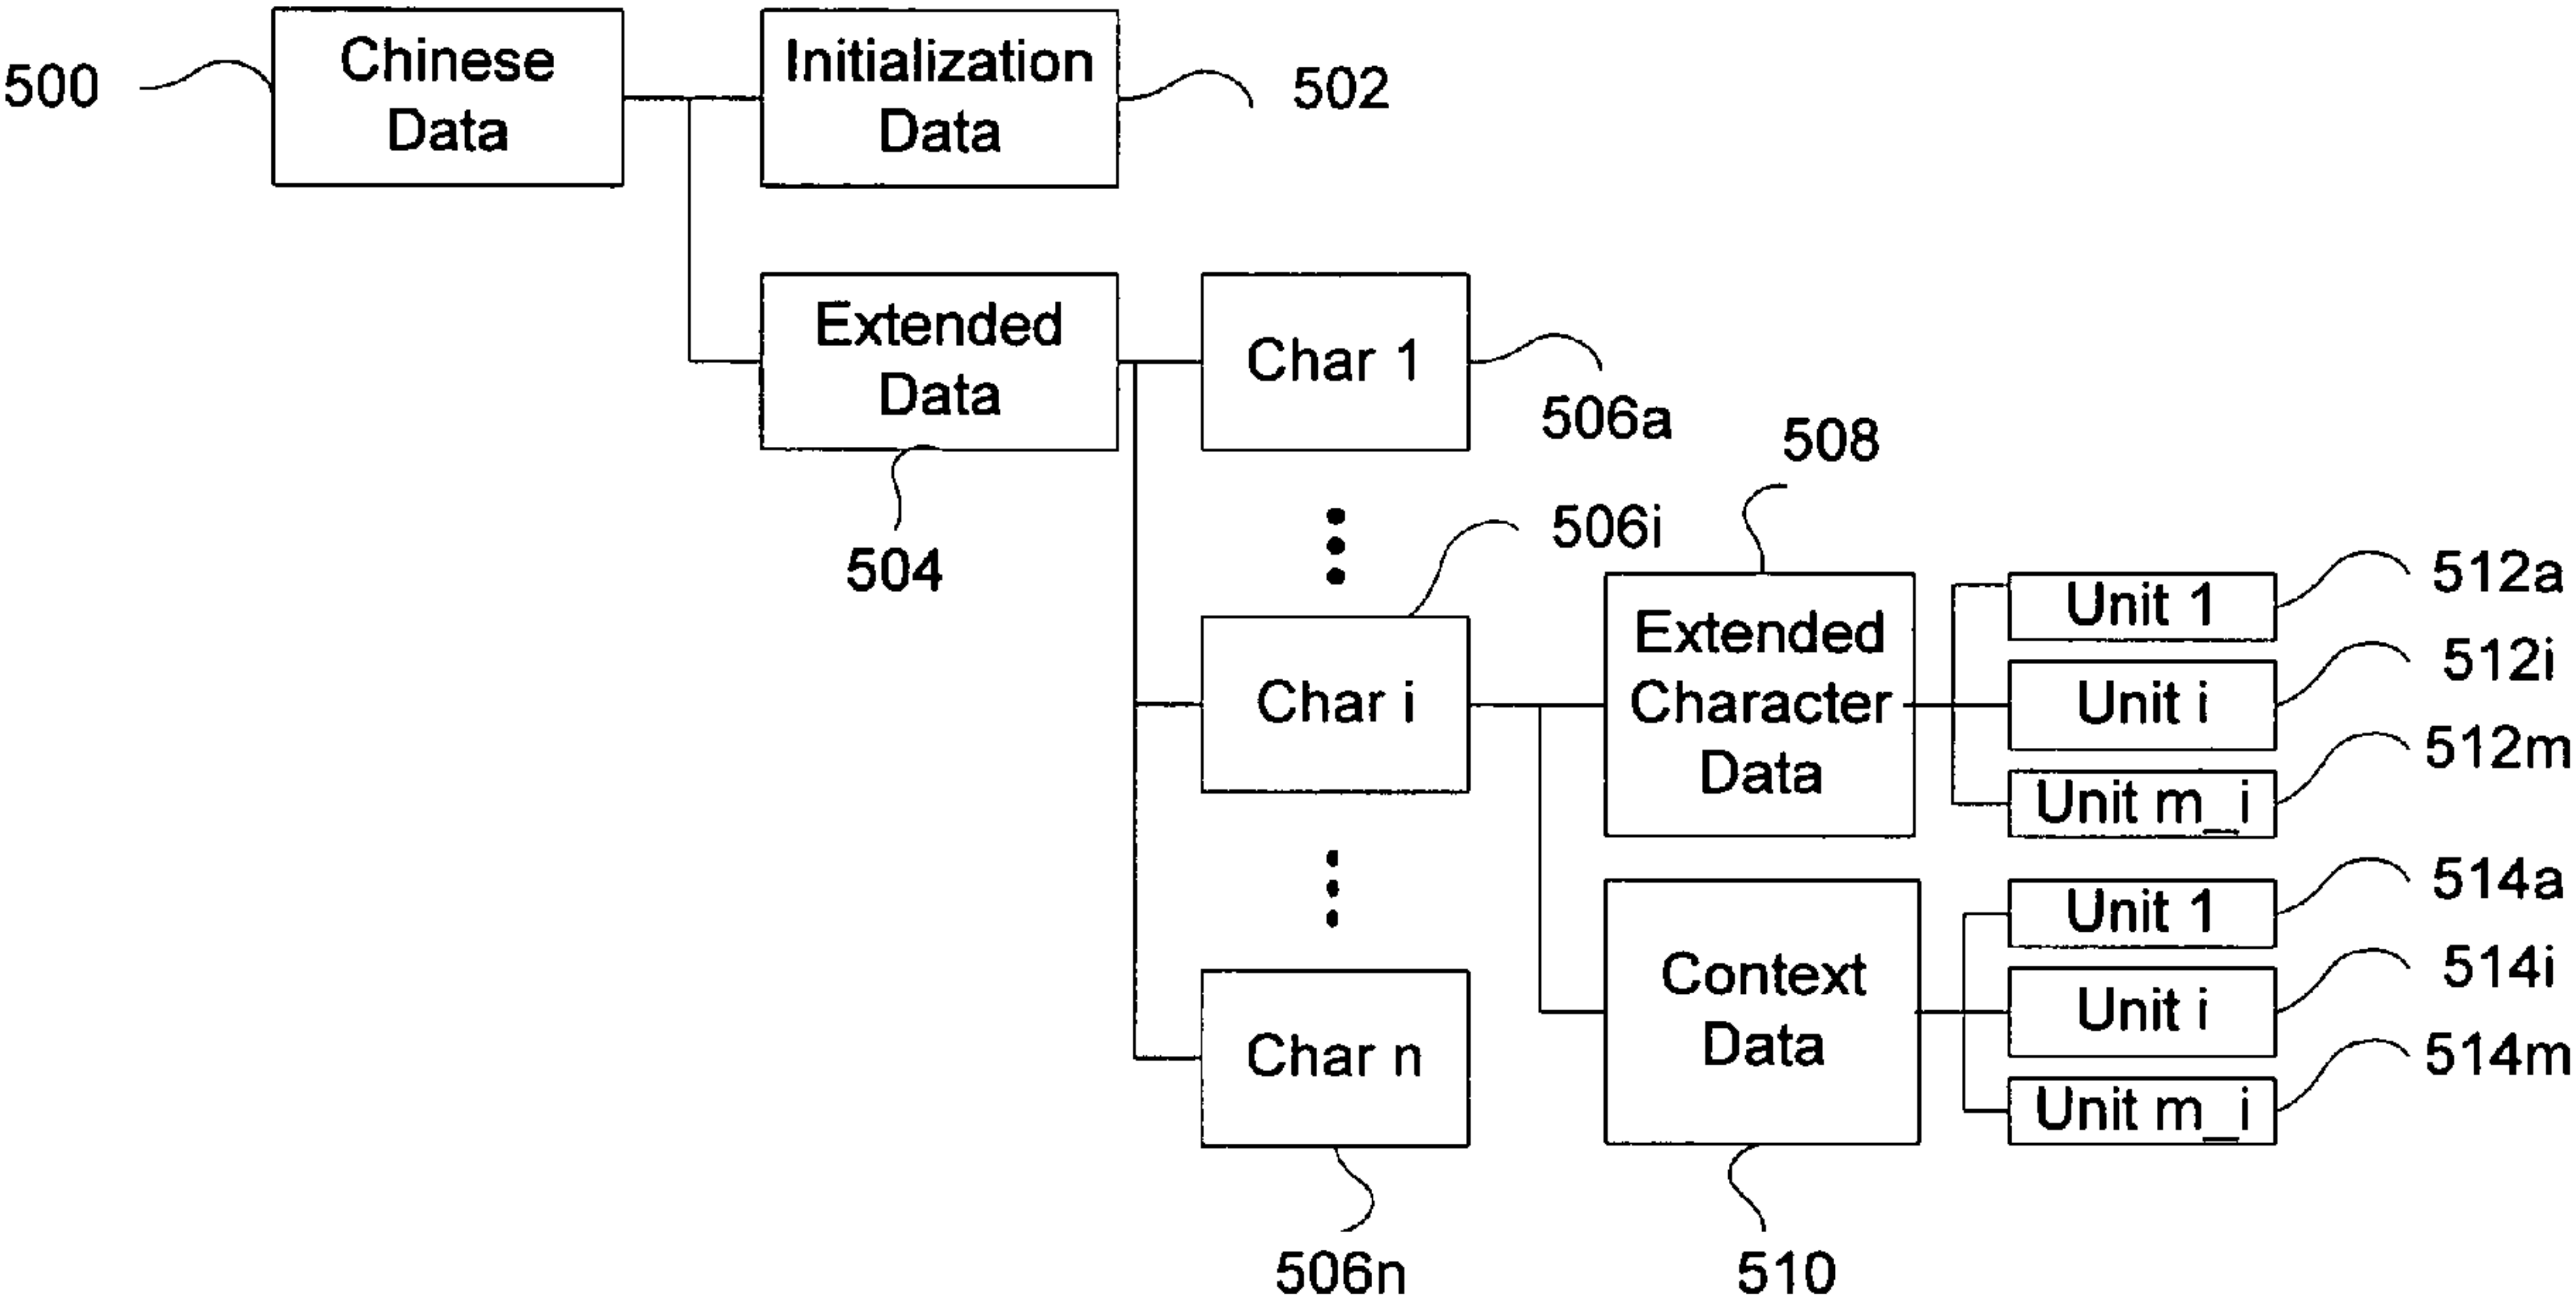 500
Chinese
Data
Initialization
Data
502
Extended
Data
504
Char 1
506a
508
506i
Char i
Extended
Character
Data
Unit 1
512a
Unit i
512i
Unit m_i
512m
Context
Data
510
Unit 1
514a
Unit i
514i
Unit m_i
514m
Char n
506n